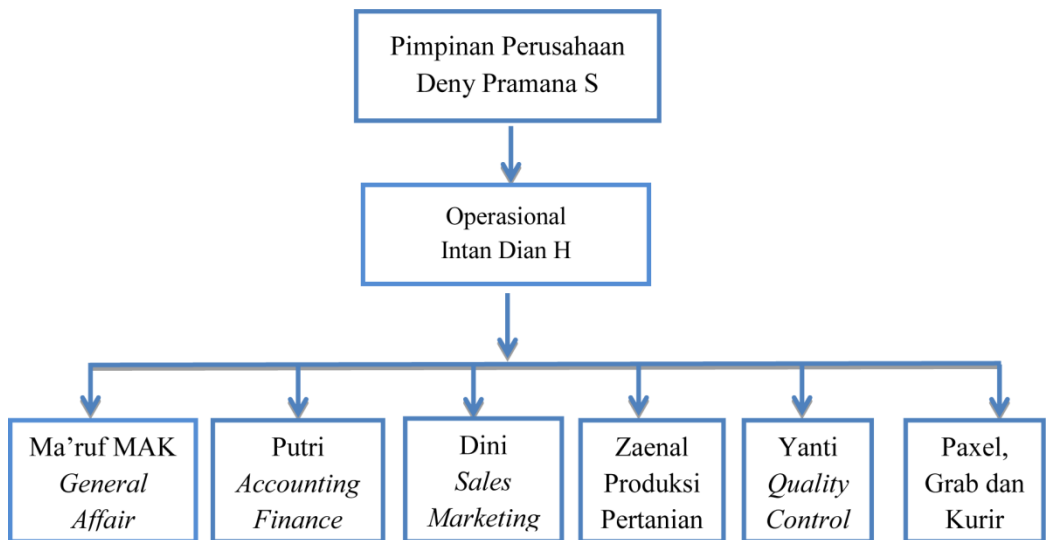 Pimpinan Perusahaan
Deny Pramana S
Operasional
Intan Dian H
Ma'ruf MAK
General
Affair
Putri
Accounting
Finance
Dini
Sales
Marketing
Zaenal
Produksi
Pertanian
Yanti
Quality
Control
Paxel,
Grab dan
Kurir